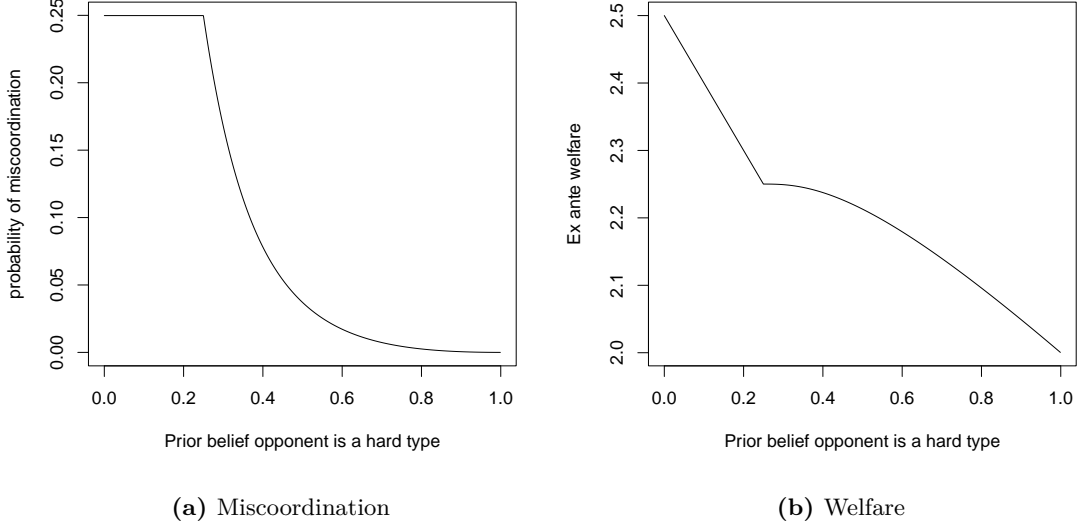 probability of miscoordination
0.00 0.05 0.10 0.15 0.20 0.25
0.0 0.2 0.4 0.6 0.8 1.0
Prior belief opponent is a hard type
(a) Miscoordination
Ex ante welfare
2.0 2.1 2.2 2.3 2.4 2.5
0.0 0.2 0.4 0.6 0.8 1.0
Prior belief opponent is a hard type
(b) Welfare